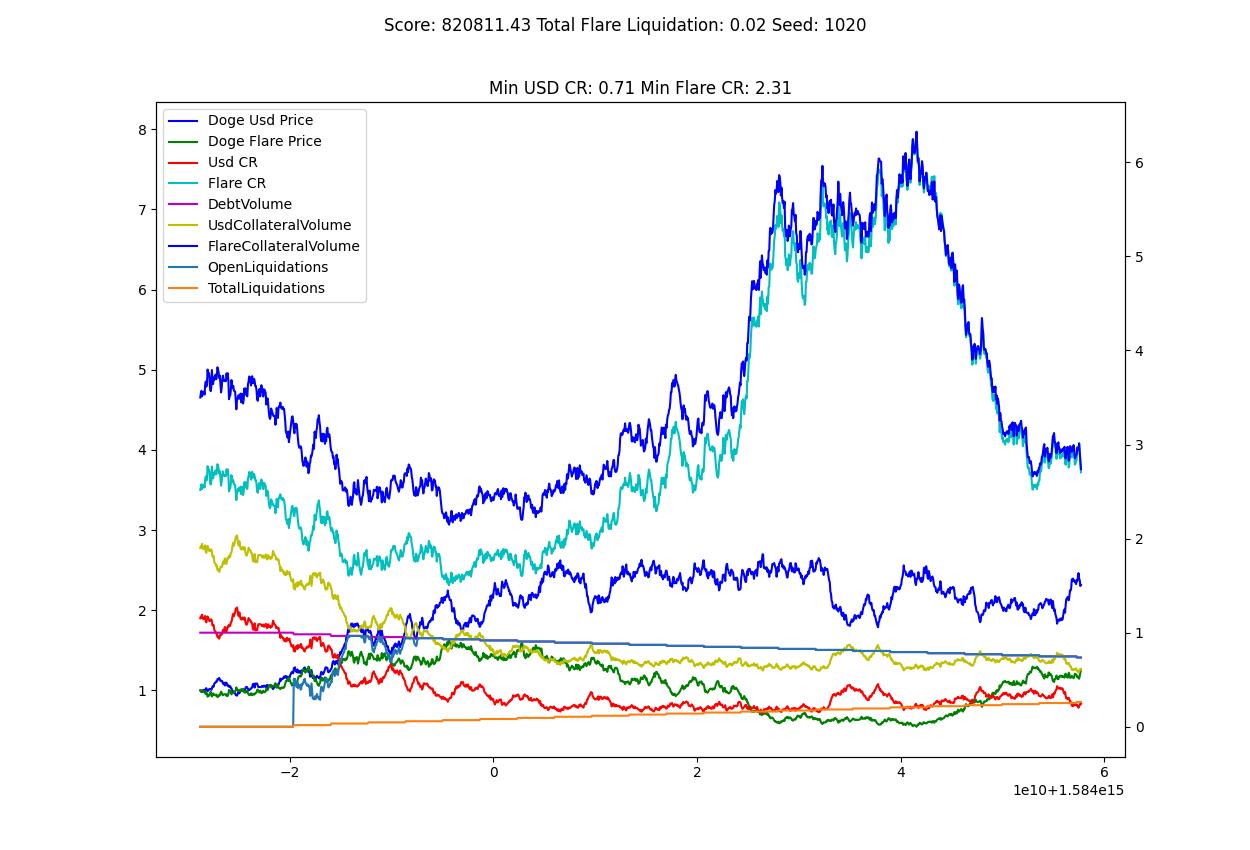 Score: 820811.43 Total Flare Liquidation: 0.02 Seed: 1020
Min USD CR: 0.71 Min Flare CR: 2.31
Doge Usd Price
Doge Flare Price
Usd CR
Flare CR
DebtVolume
UsdCollateralVolume
FlareCollateralVolume
OpenLiquidations
TotalLiquidations
8
7
6
5
4
3
2
1
6
5
4
3
2
1
0
−2
0
2
4
6
1e10+1.584e15